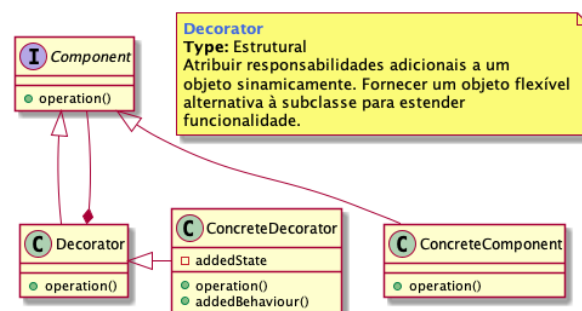 Decorator
Type: Estrutural
Atribuir responsabilidades adicionais a um
objeto sinamicamente. Fornecer um objeto flexível
alternativa à subclasse para estender
funcionalidade.
I Component
operation()
C Decorator
operation()
C ConcreteDecorator
addedState
operation()
addedBehaviour()
C ConcreteComponent
operation()